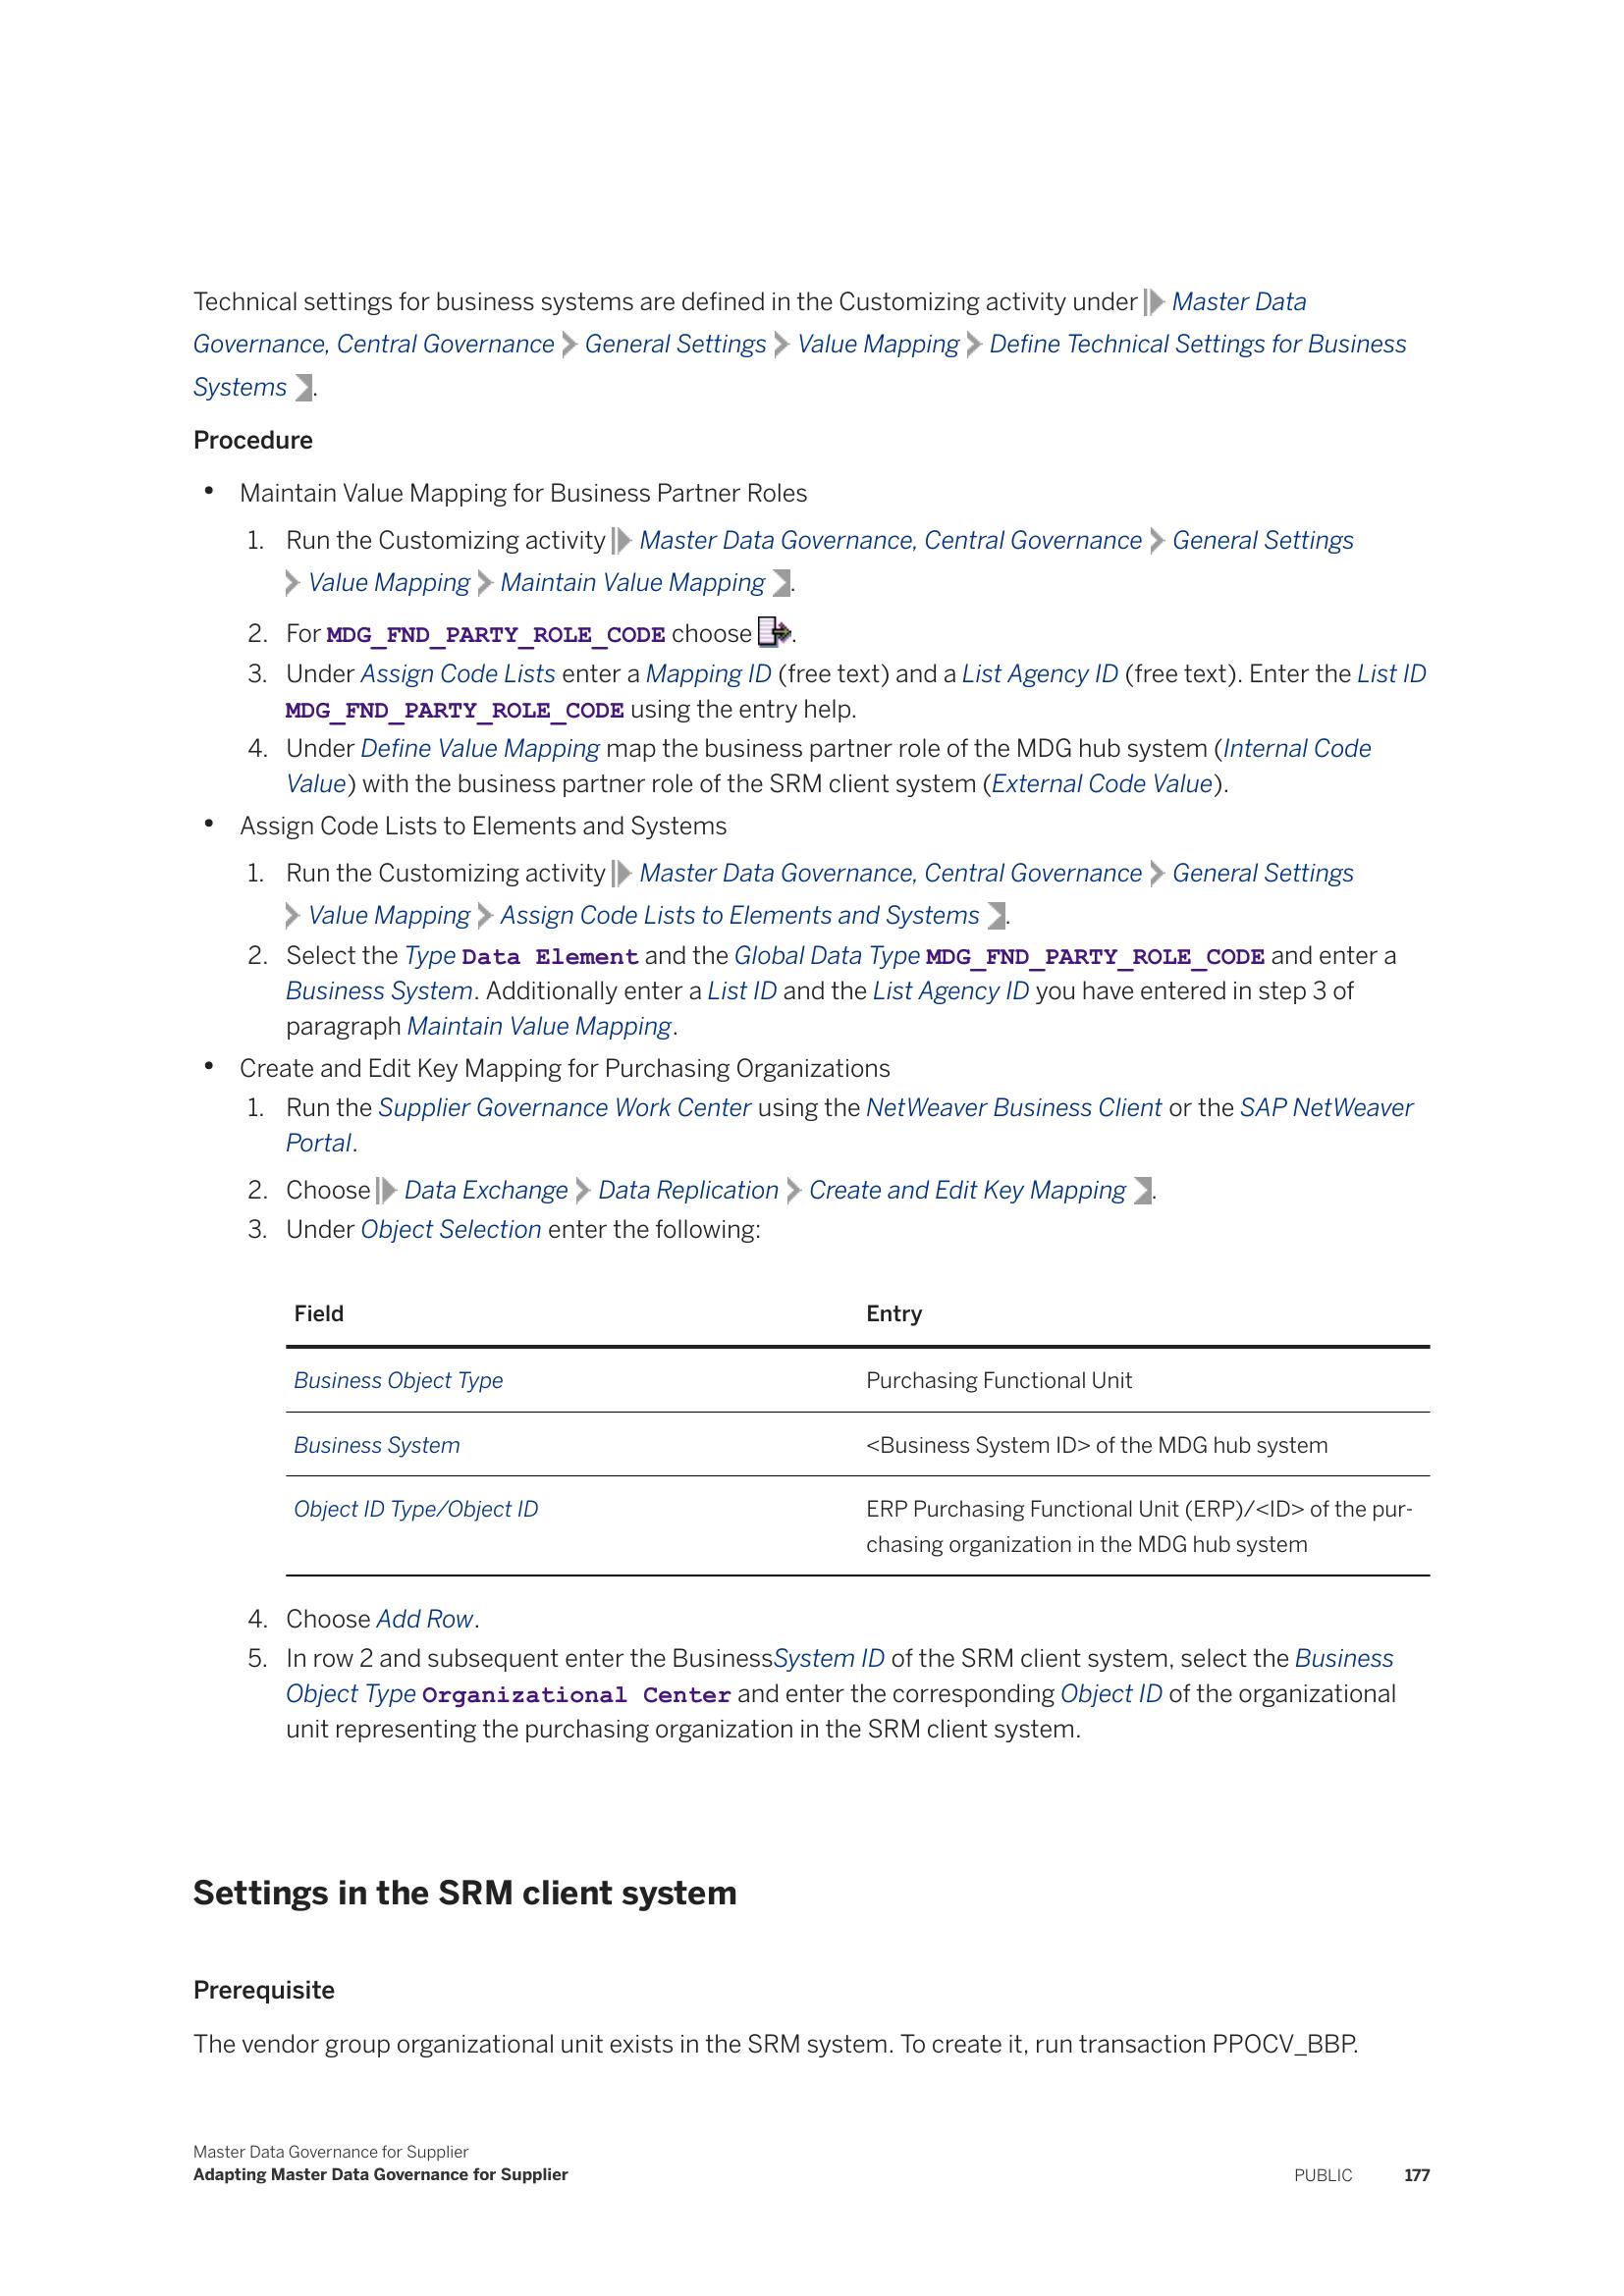 Technical settings for business systems are defined in the Customizing activity under Master Data
Governance, Central Governance General Settings Value Mapping Define Technical Settings for Business
Systems .
Procedure
• Maintain Value Mapping for Business Partner Roles
1. Run the Customizing activity Master Data Governance, Central Governance General Settings
Value Mapping Maintain Value Mapping .
2. For MDG_FND_PARTY_ROLE_CODE choose .
3. Under Assign Code Lists enter a Mapping ID (free text) and a List Agency ID (free text). Enter the List ID
MDG_FND_PARTY_ROLE_CODE using the entry help.
4. Under Define Value Mapping map the business partner role of the MDG hub system (Internal Code
Value) with the business partner role of the SRM client system (External Code Value).
• Assign Code Lists to Elements and Systems
1. Run the Customizing activity Master Data Governance, Central Governance General Settings
Value Mapping Assign Code Lists to Elements and Systems .
2. Select the Type Data Element and the Global Data Type MDG_FND_PARTY_ROLE_CODE and enter a
Business System. Additionally enter a List ID and the List Agency ID you have entered in step 3 of
paragraph Maintain Value Mapping.
• Create and Edit Key Mapping for Purchasing Organizations
1. Run the Supplier Governance Work Center using the NetWeaver Business Client or the SAP NetWeaver
Portal.
2. Choose Data Exchange Data Replication Create and Edit Key Mapping .
3. Under Object Selection enter the following:
Field Entry
Business Object Type Purchasing Functional Unit
Business System <Business System ID> of the MDG hub system
Object ID Type/Object ID ERP Purchasing Functional Unit (ERP)/<ID> of the pur-
chasing organization in the MDG hub system
4. Choose Add Row.
5. In row 2 and subsequent enter the BusinessSystem ID of the SRM client system, select the Business
Object Type Organizational Center and enter the corresponding Object ID of the organizational
unit representing the purchasing organization in the SRM client system.
Settings in the SRM client system
Prerequisite
The vendor group organizational unit exists in the SRM system. To create it, run transaction PPOCV_BBP.
Master Data Governance for Supplier
Adapting Master Data Governance for Supplier PUBLIC 177